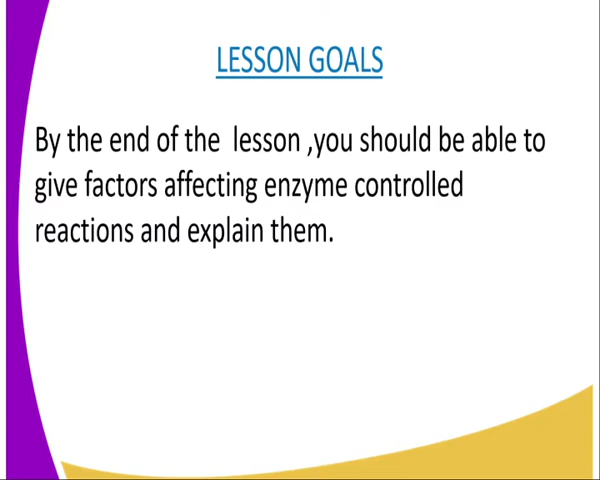 LESSON GOALS
By the end of the lesson ,you should be able to
give factors affecting enzyme controlled
reactions and explain them.